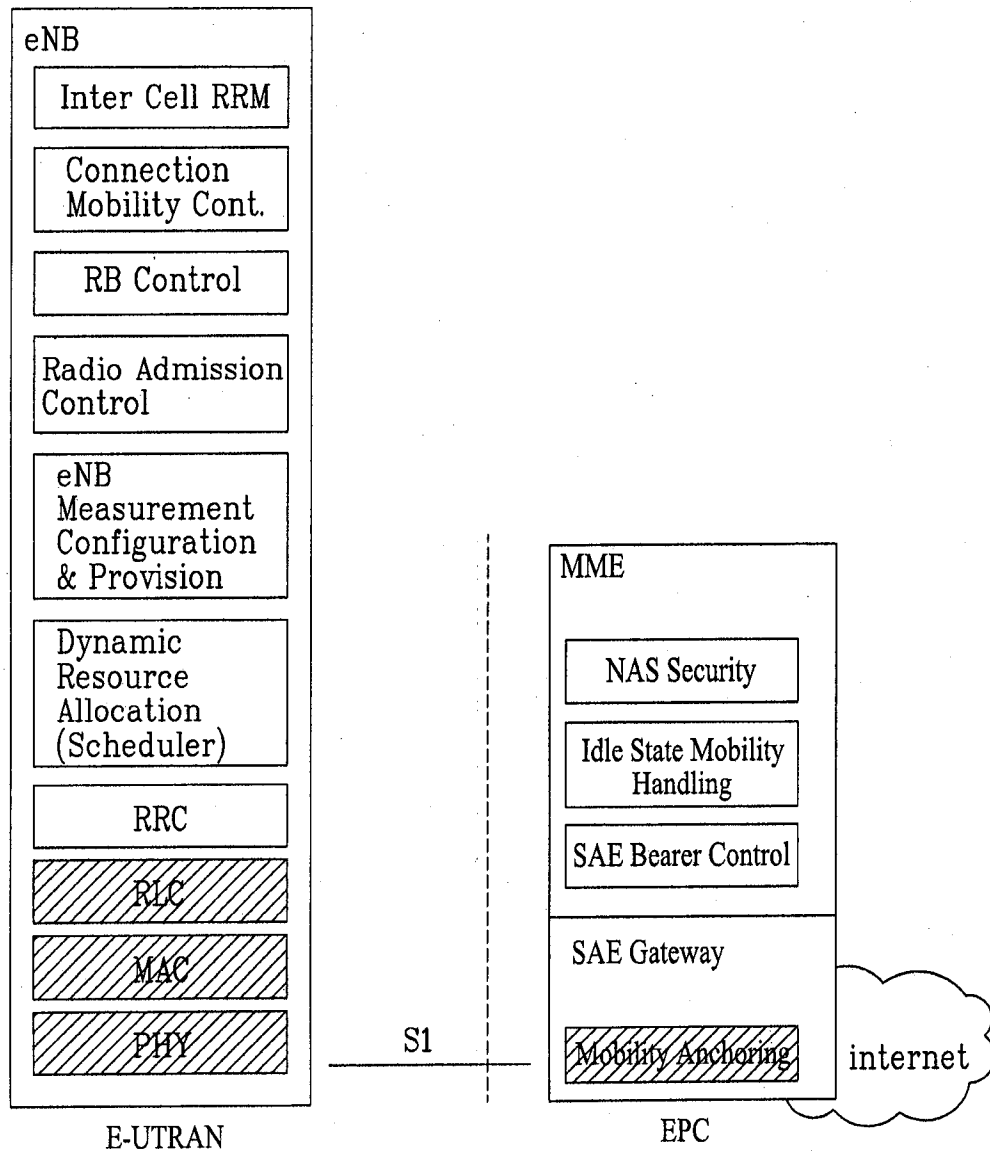 eNB
Inter Cell RRM
Connection
Mobility Cont.
RB Control
Radio Admission
Control
eNB
Measurement
Configuration
& Provision
Dynamic
Resource
Allocation
(Scheduler)
RRC
RLC
MAC
PHY
E-UTRAN
S1
MME
NAS Security
Idle State Mobility
Handling
SAE Bearer Control
SAE Gateway
Mobility Anchoring
EPC
internet